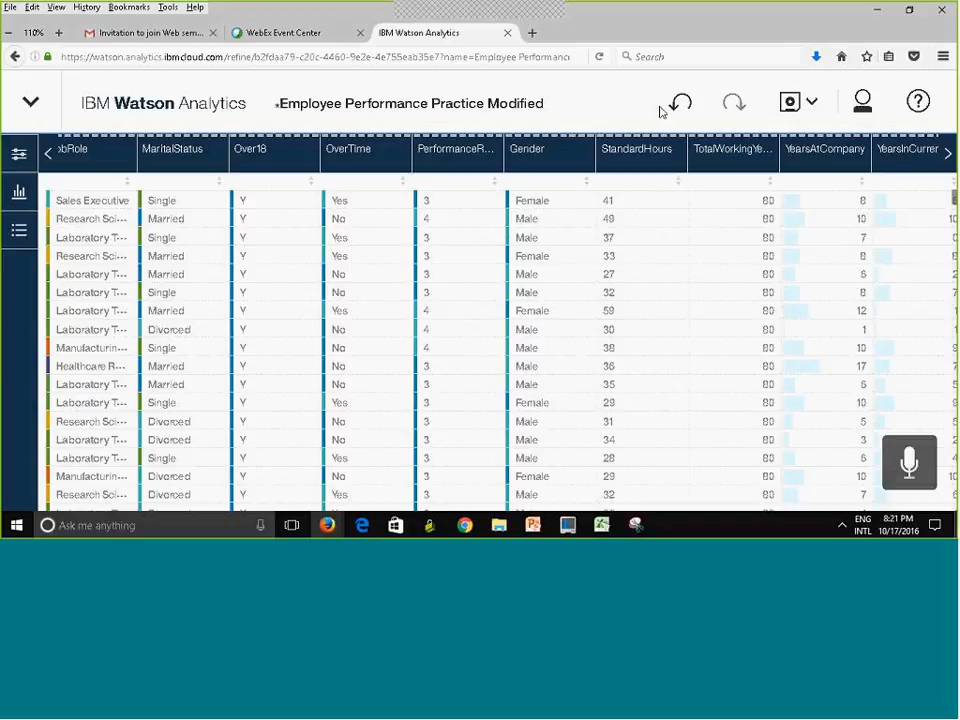 File Edit View History Bookmarks Tools Help
110% Invitation to join Web sem... WebEx Event Center IBM Watson Analytics
https://watson.analytics.ibmcloud.com/refine/b2fdaa79-c20c-4460-9e2e-4e755eab35e7?name=Employee Performance Search
IBM Watson Analytics *Employee Performance Practice Modified
obRole MaritalStatus Over18 OverTime PerformanceR... Gender StandardHours TotalWorkingYe... YearsAtCompany YearsInCurrer
Sales Executive Single Y Yes 3 Female 41 80 8
Research Sci... Married Y No 4 Male 49 80 10 10
Laboratory T... Single Y Yes 3 Male 37 80 7
Research Sci... Married Y Yes 3 Female 33 80 8 8
Laboratory T... Married Y No 3 Male 27 80 6
Laboratory T... Single Y No 3 Male 32 80 8 7
Laboratory T... Married Y Yes 4 Female 59 80 12
Laboratory T... Divorced Y No 4 Male 30 80 1 1
Manufacturin... Single Y No 4 Male 38 80 10 9
Healthcare R... Married Y No 3 Male 36 80 17 7
Laboratory T... Married Y No 3 Male 35 80 6
Laboratory T... Single Y Yes 3 Female 29 80 10
Research Sci... Divorced Y No 3 Male 31 80 5
Laboratory T... Divorced Y No 3 Male 34 80 3
Laboratory T... Single Y Yes 3 Male 28 80 6
Manufacturin... Divorced Y No 3 Female 29 80 10 10
Research Sci... Divorced Y Yes 3 Male 32 80 7
Ask me anything ENG 8:21 PM
INTL 10/17/2016